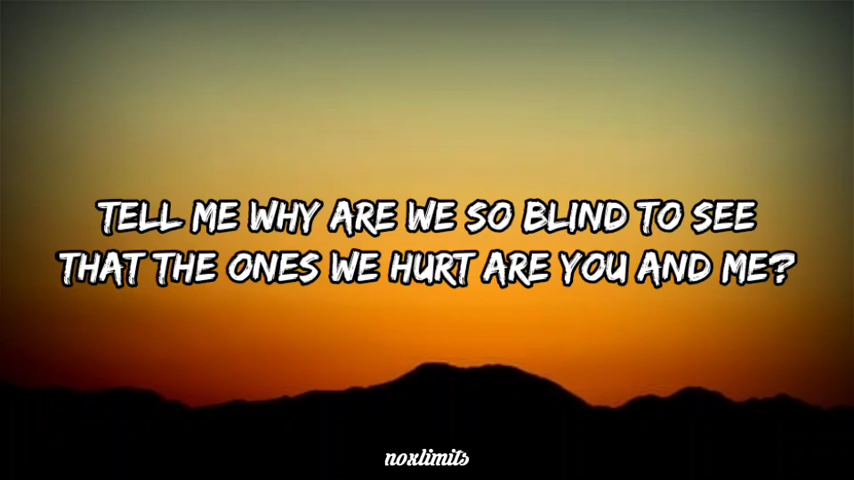 TELL ME WHY ARE WE SO BLIND TO SEE
THAT THE ONES WE HURT ARE YOU AND ME?
noxlimits